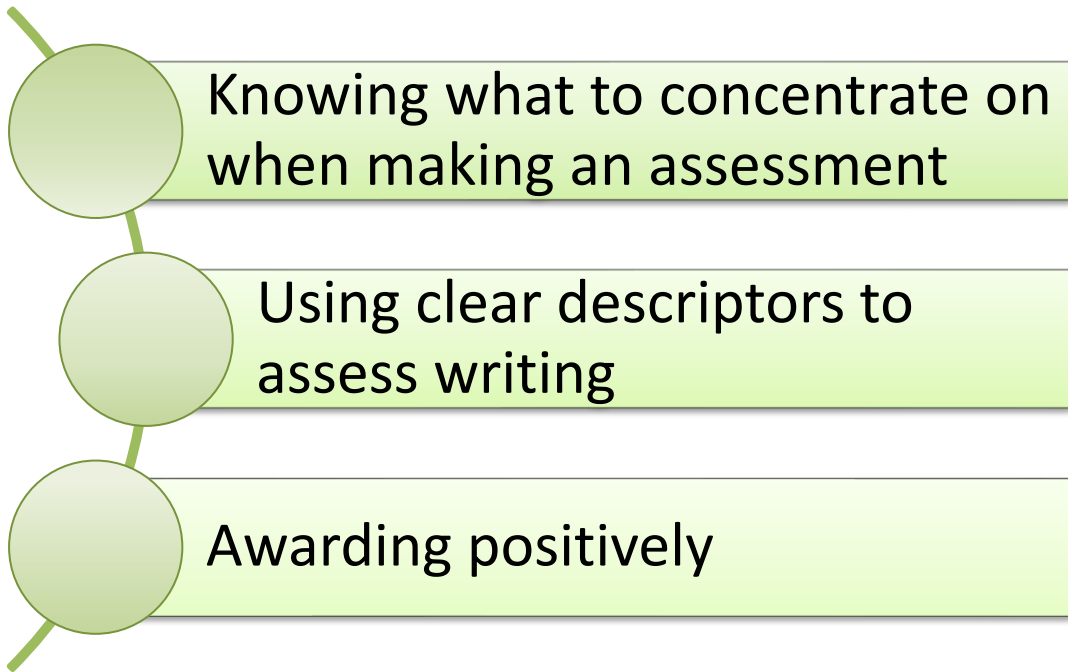 Knowing what to concentrate on
when making an assessment
Using clear descriptors to
assess writing
Awarding positively